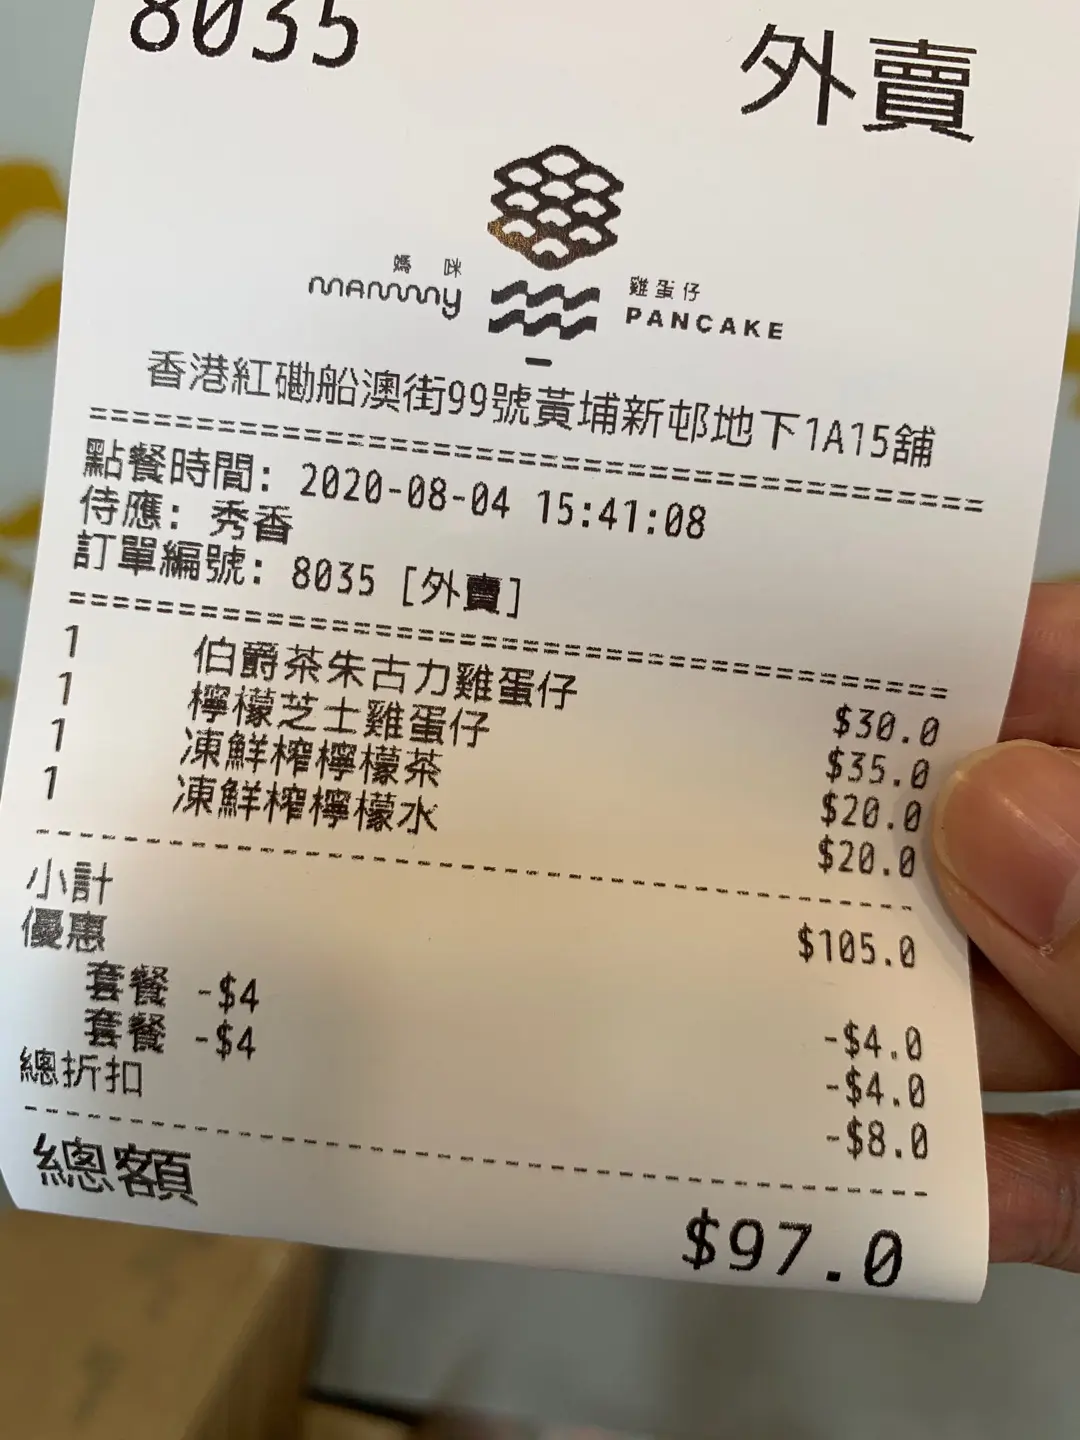 8035 外賣
媽咪 雞蛋仔
mammy PANCAKE
香港紅磡船澳街99號黃埔新邨地下1A15舖
點餐時間: 2020-08-04 15:41:08
侍應: 秀香
訂單編號: 8035 [外賣]
1 伯爵茶朱古力雞蛋仔 $30.0
1 檸檬芝士雞蛋仔 $35.0
1 凍鮮榨檸檬茶 $20.0
1 凍鮮榨檸檬水 $20.0
小計 $105.0
優惠
套餐 -$4 -$4.0
套餐 -$4 -$4.0
總折扣 -$8.0
總額 $97.0